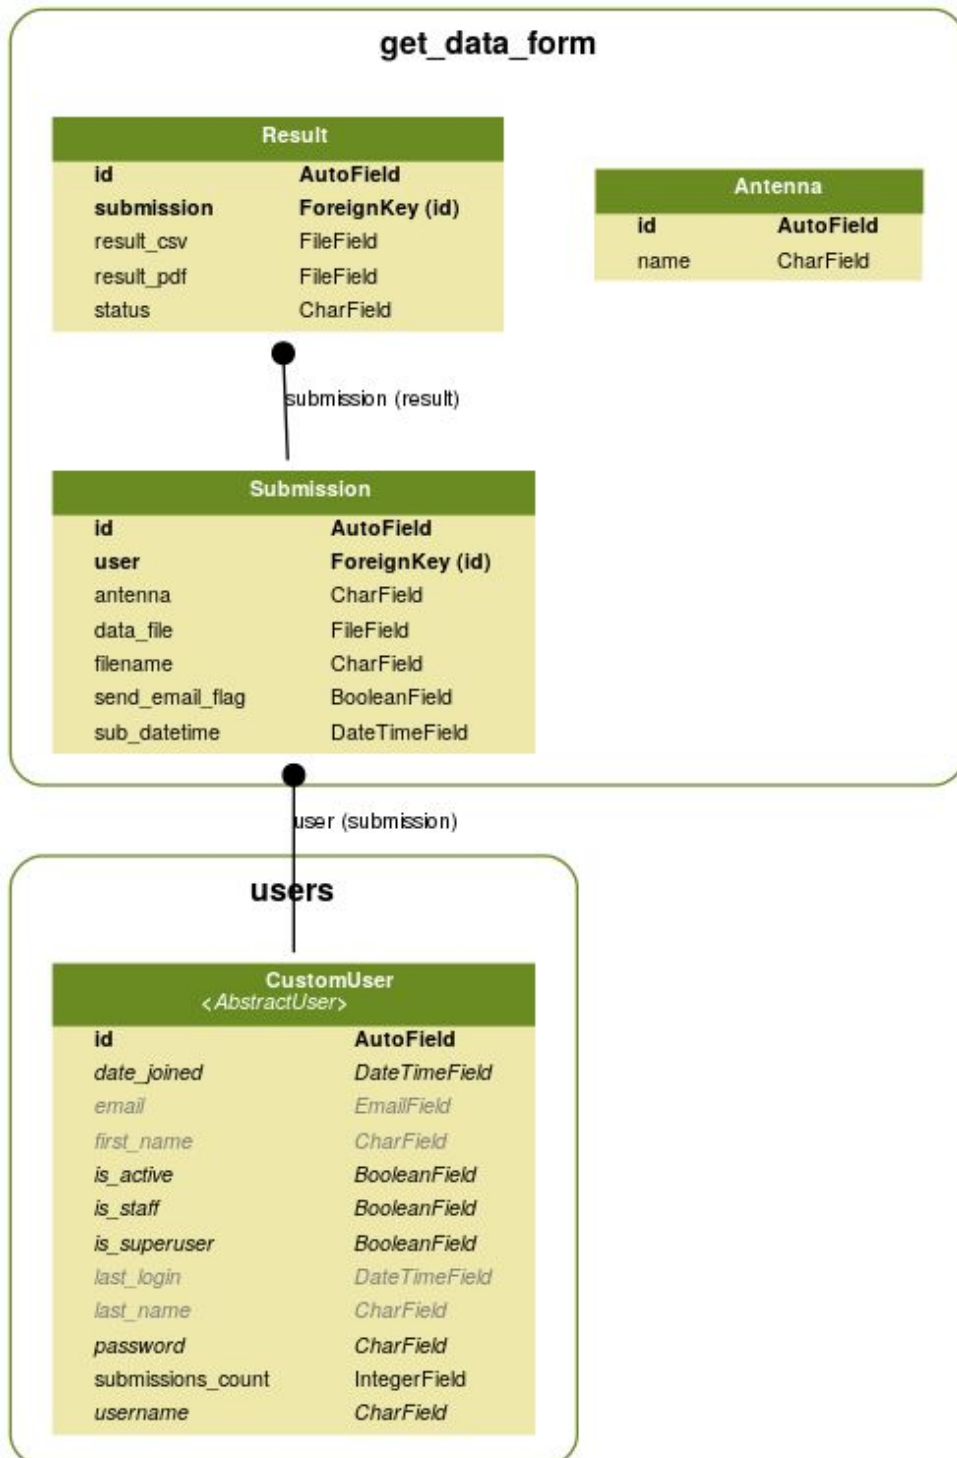 get_data_form
Result
id AutoField
submission ForeignKey (id)
result_csv FileField
result_pdf FileField
status CharField
Antenna
id AutoField
name CharField
submission (result)
Submission
id AutoField
user ForeignKey (id)
antenna CharField
data_file FileField
filename CharField
send_email_flag BooleanField
sub_datetime DateTimeField
user (submission)
users
CustomUser
<AbstractUser>
id AutoField
date_joined DateTimeField
email EmailField
first_name CharField
is_active BooleanField
is_staff BooleanField
is_superuser BooleanField
last_login DateTimeField
last_name CharField
password CharField
submissions_count IntegerField
username CharField